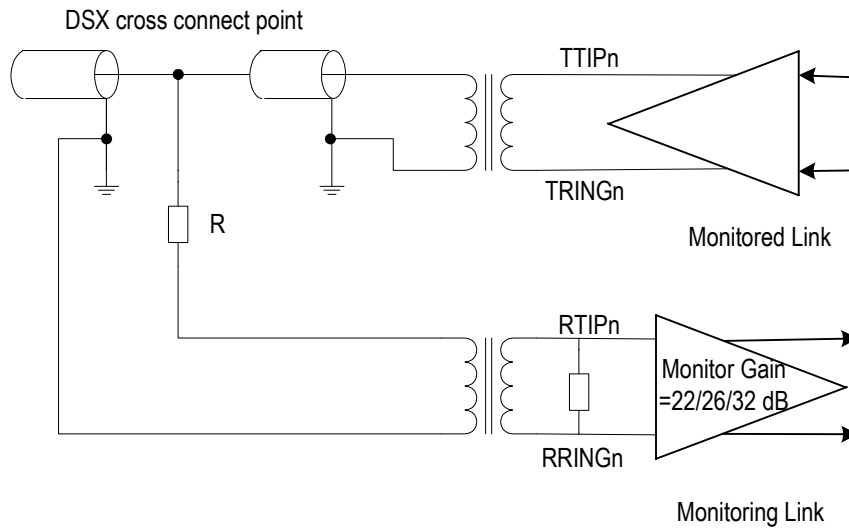 DSX cross connect point
TTIPn
TRINGn
R
Monitored Link
RTIPn
Monitor Gain
=22/26/32 dB
RRINGn
Monitoring Link